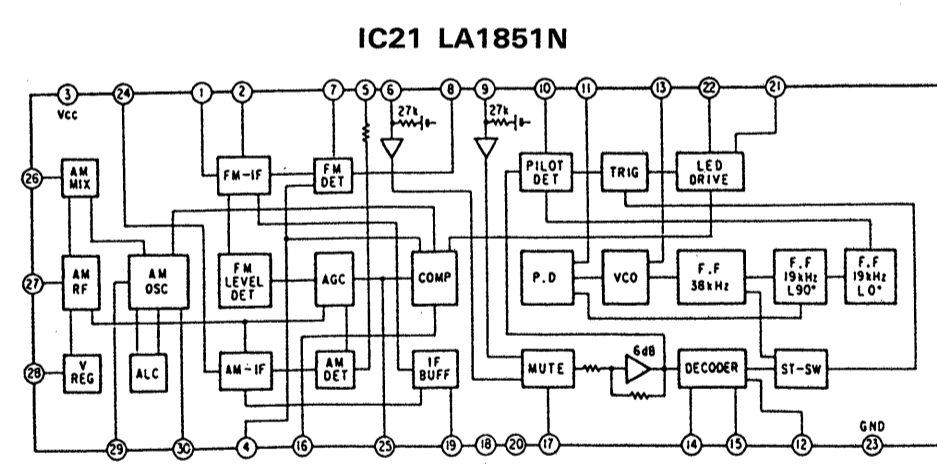 IC21 LA1851N
3 24 1 2 7 5 6 8 9 10 11 13 22 21
Vcc
27k 27k
26
AM MIX
FM-IF
FM DET
PILOT DET
TRIG
LED DRIVE
27
AM RF
AM OSC
FM LEVEL DET
AGC
COMP
P.D
VCO
F.F 38kHz
F.F 19kHz L90°
F.F 19kHz L0°
28
V REG
ALC
AM-IF
AM DET
IF BUFF
MUTE
6dB
DECODER
ST-SW
GND
29 30 4 16 25 19 18 20 17 14 15 12 23